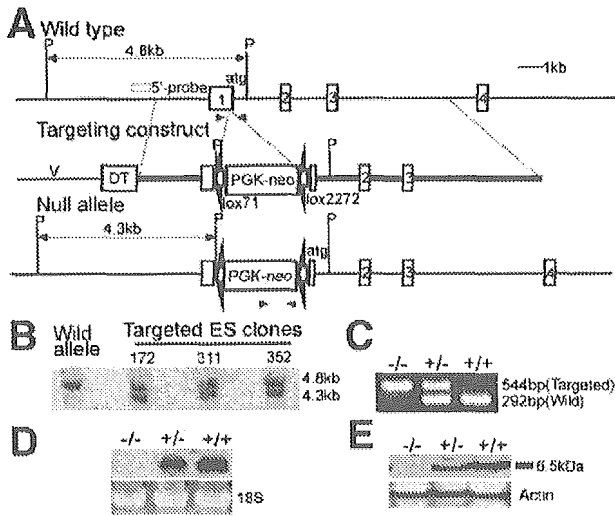 A Wild type
P
4.8kb
P
5'-probe
atg
1kb
1
2
3
4
Targeting construct
P
P
V
DT
PGK-neo
2
3
lox71
lox2272
Null allele
P
4.3kb
P
P
atg
PGK-neo
2
3
4
B
Wild allele
Targeted ES clones
172
311
352
4.8kb
4.3kb
C
-/- +/- +/+
544bp(Targeted)
292bp(Wild)
D
-/- +/- +/+
18S
E
-/- +/- +/+
6.5kDa
Actin